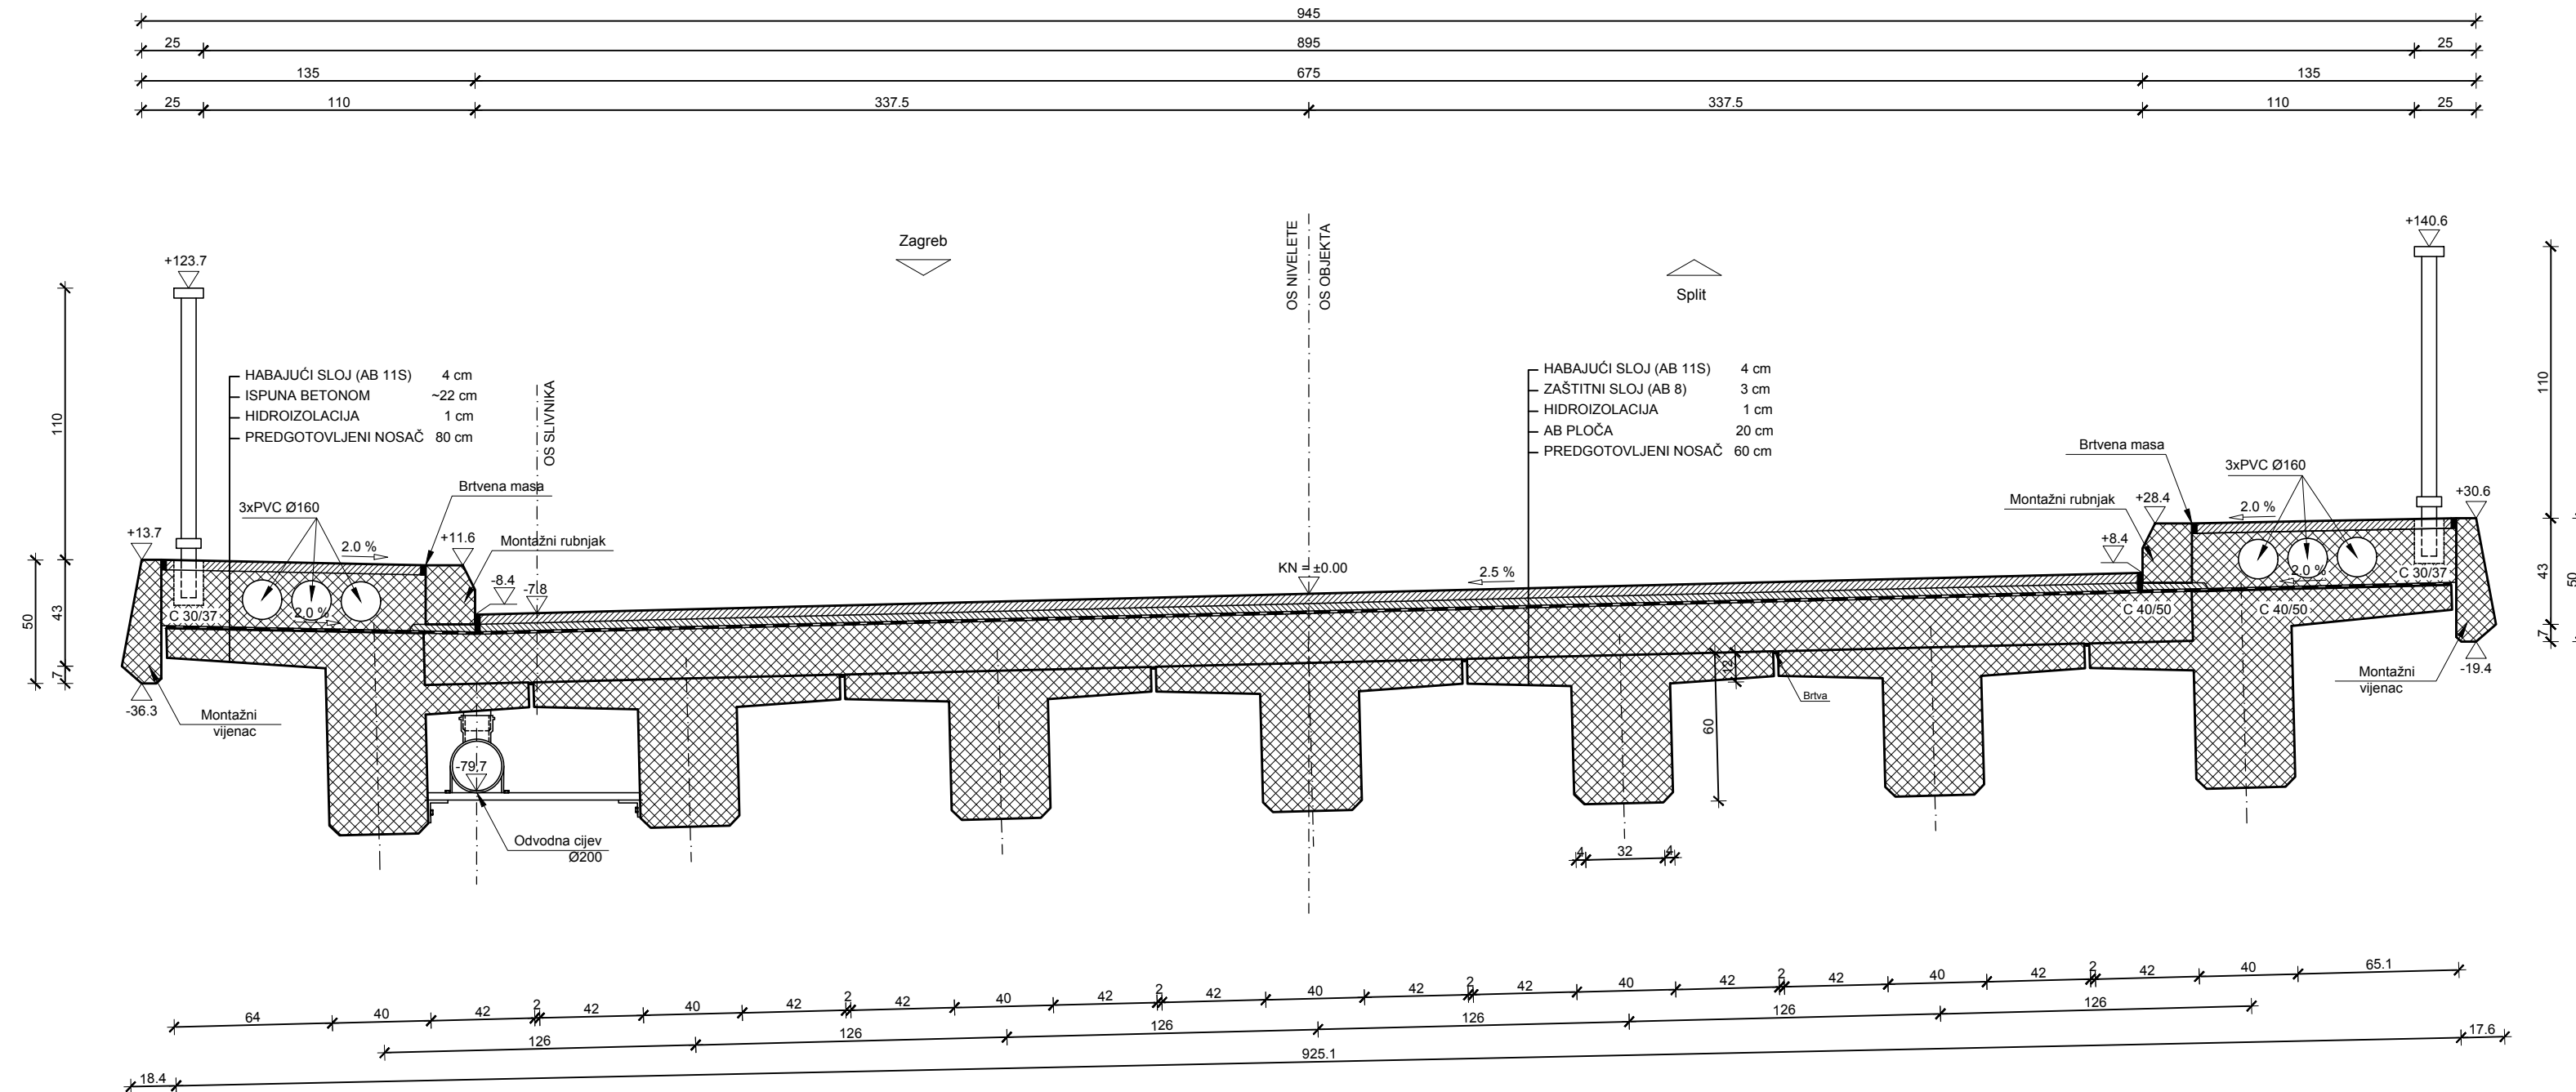 945
25 895 25
135 675 135
25 110 337.5 337.5 110 25
OS NIVELETE
OS OBJEKTA
Zagreb
Split
+123.7
+140.6
HABAJUĆI SLOJ (AB 11S) 4 cm
ISPUNA BETONOM ~22 cm
HIDROIZOLACIJA 1 cm
PREDGOTOVLJENI NOSAČ 80 cm
OS SLIVNIKA
HABAJUĆI SLOJ (AB 11S) 4 cm
ZAŠTITNI SLOJ (AB 8) 3 cm
HIDROIZOLACIJA 1 cm
AB PLOČA 20 cm
PREDGOTOVLJENI NOSAČ 60 cm
110
50
43
7
110
43
7
50
Brtvena masa
3xPVC Ø160
+13.7
2.0 %
+11.6
Montažni rubnjak
-8.4
-7.8
C 30/37
2.0 %
KN = ±0.00
2.5 %
Brtvena masa
3xPVC Ø160
Montažni rubnjak
+28.4
2.0 %
+30.6
+8.4
2.0 %
C 30/37
C 40/50
C 40/50
-36.3
Montažni
vijenac
-19.4
Montažni
vijenac
12
60
Brtva
-79.7
Odvodna cijev
Ø200
4 32 4
64 40 42 2 42 40 42 2 42 40 42 2 42 40 42 2 42 40 42 2 42 40 42 2 42 40 65.1
126 126 126 126 126 126
18.4 925.1 17.6